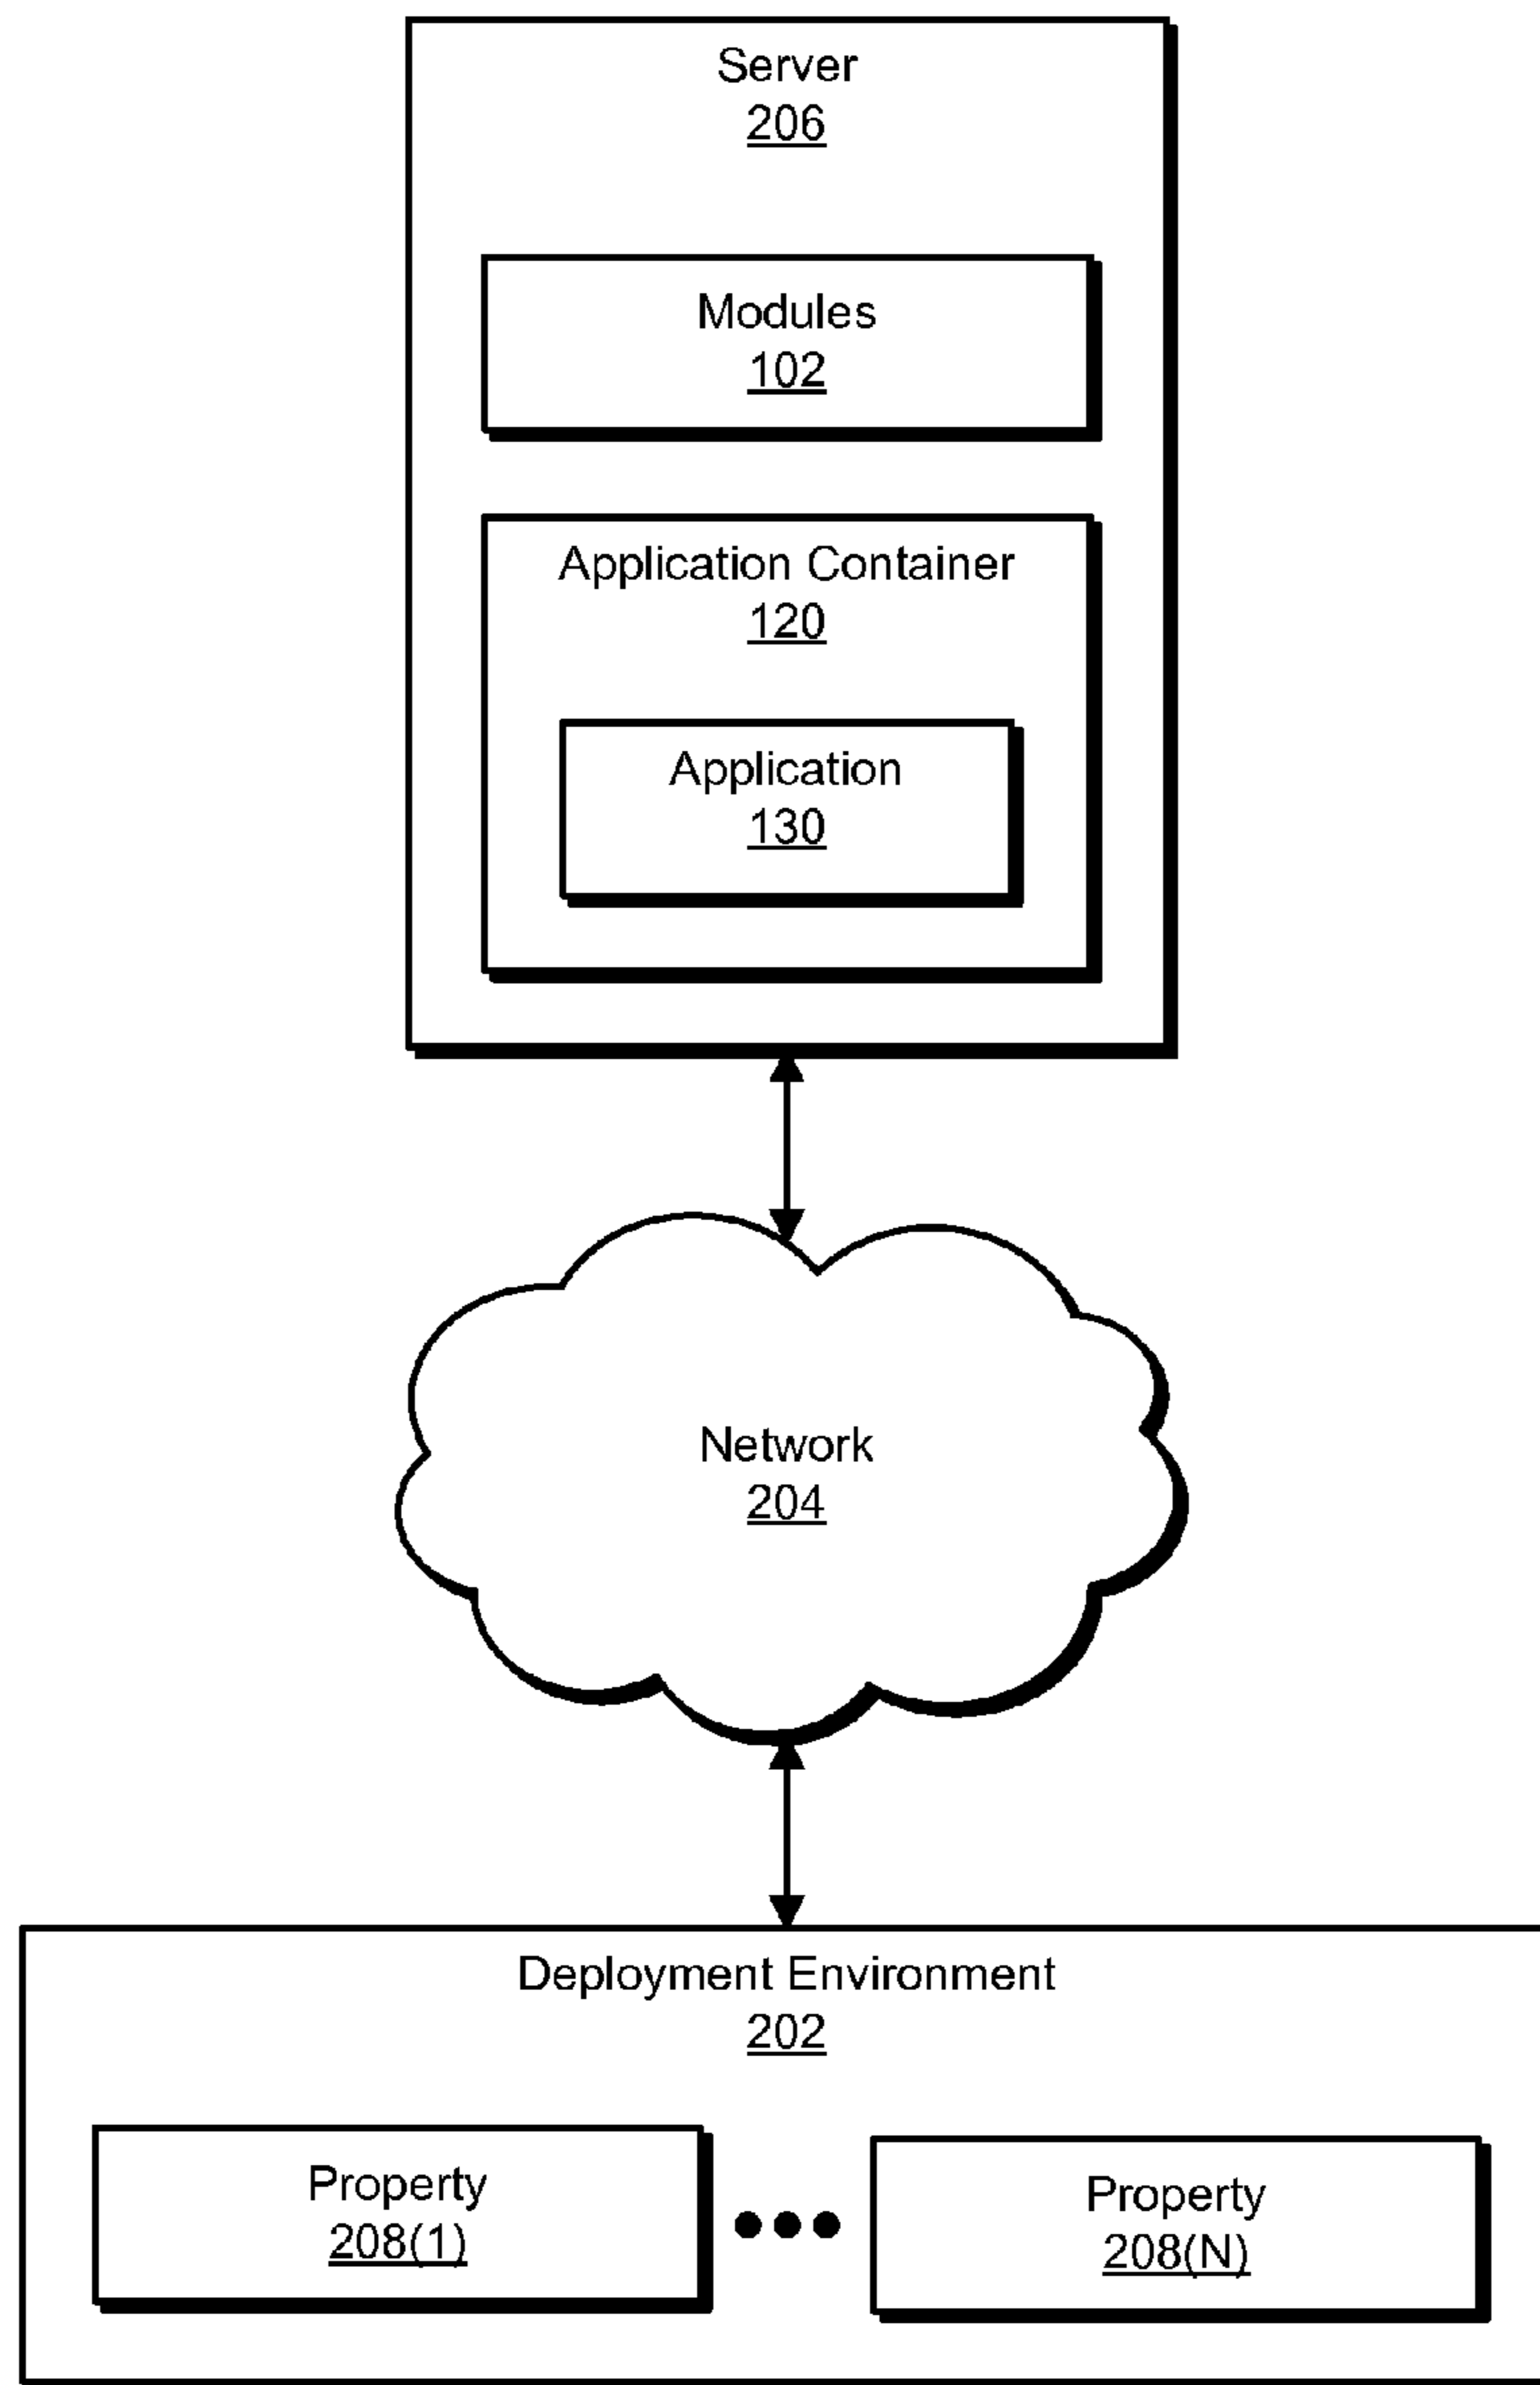 Server
206
Modules
102
Application Container
120
Application
130
Network
204
Deployment Environment
202
Property
208(1)
Property
208(N)